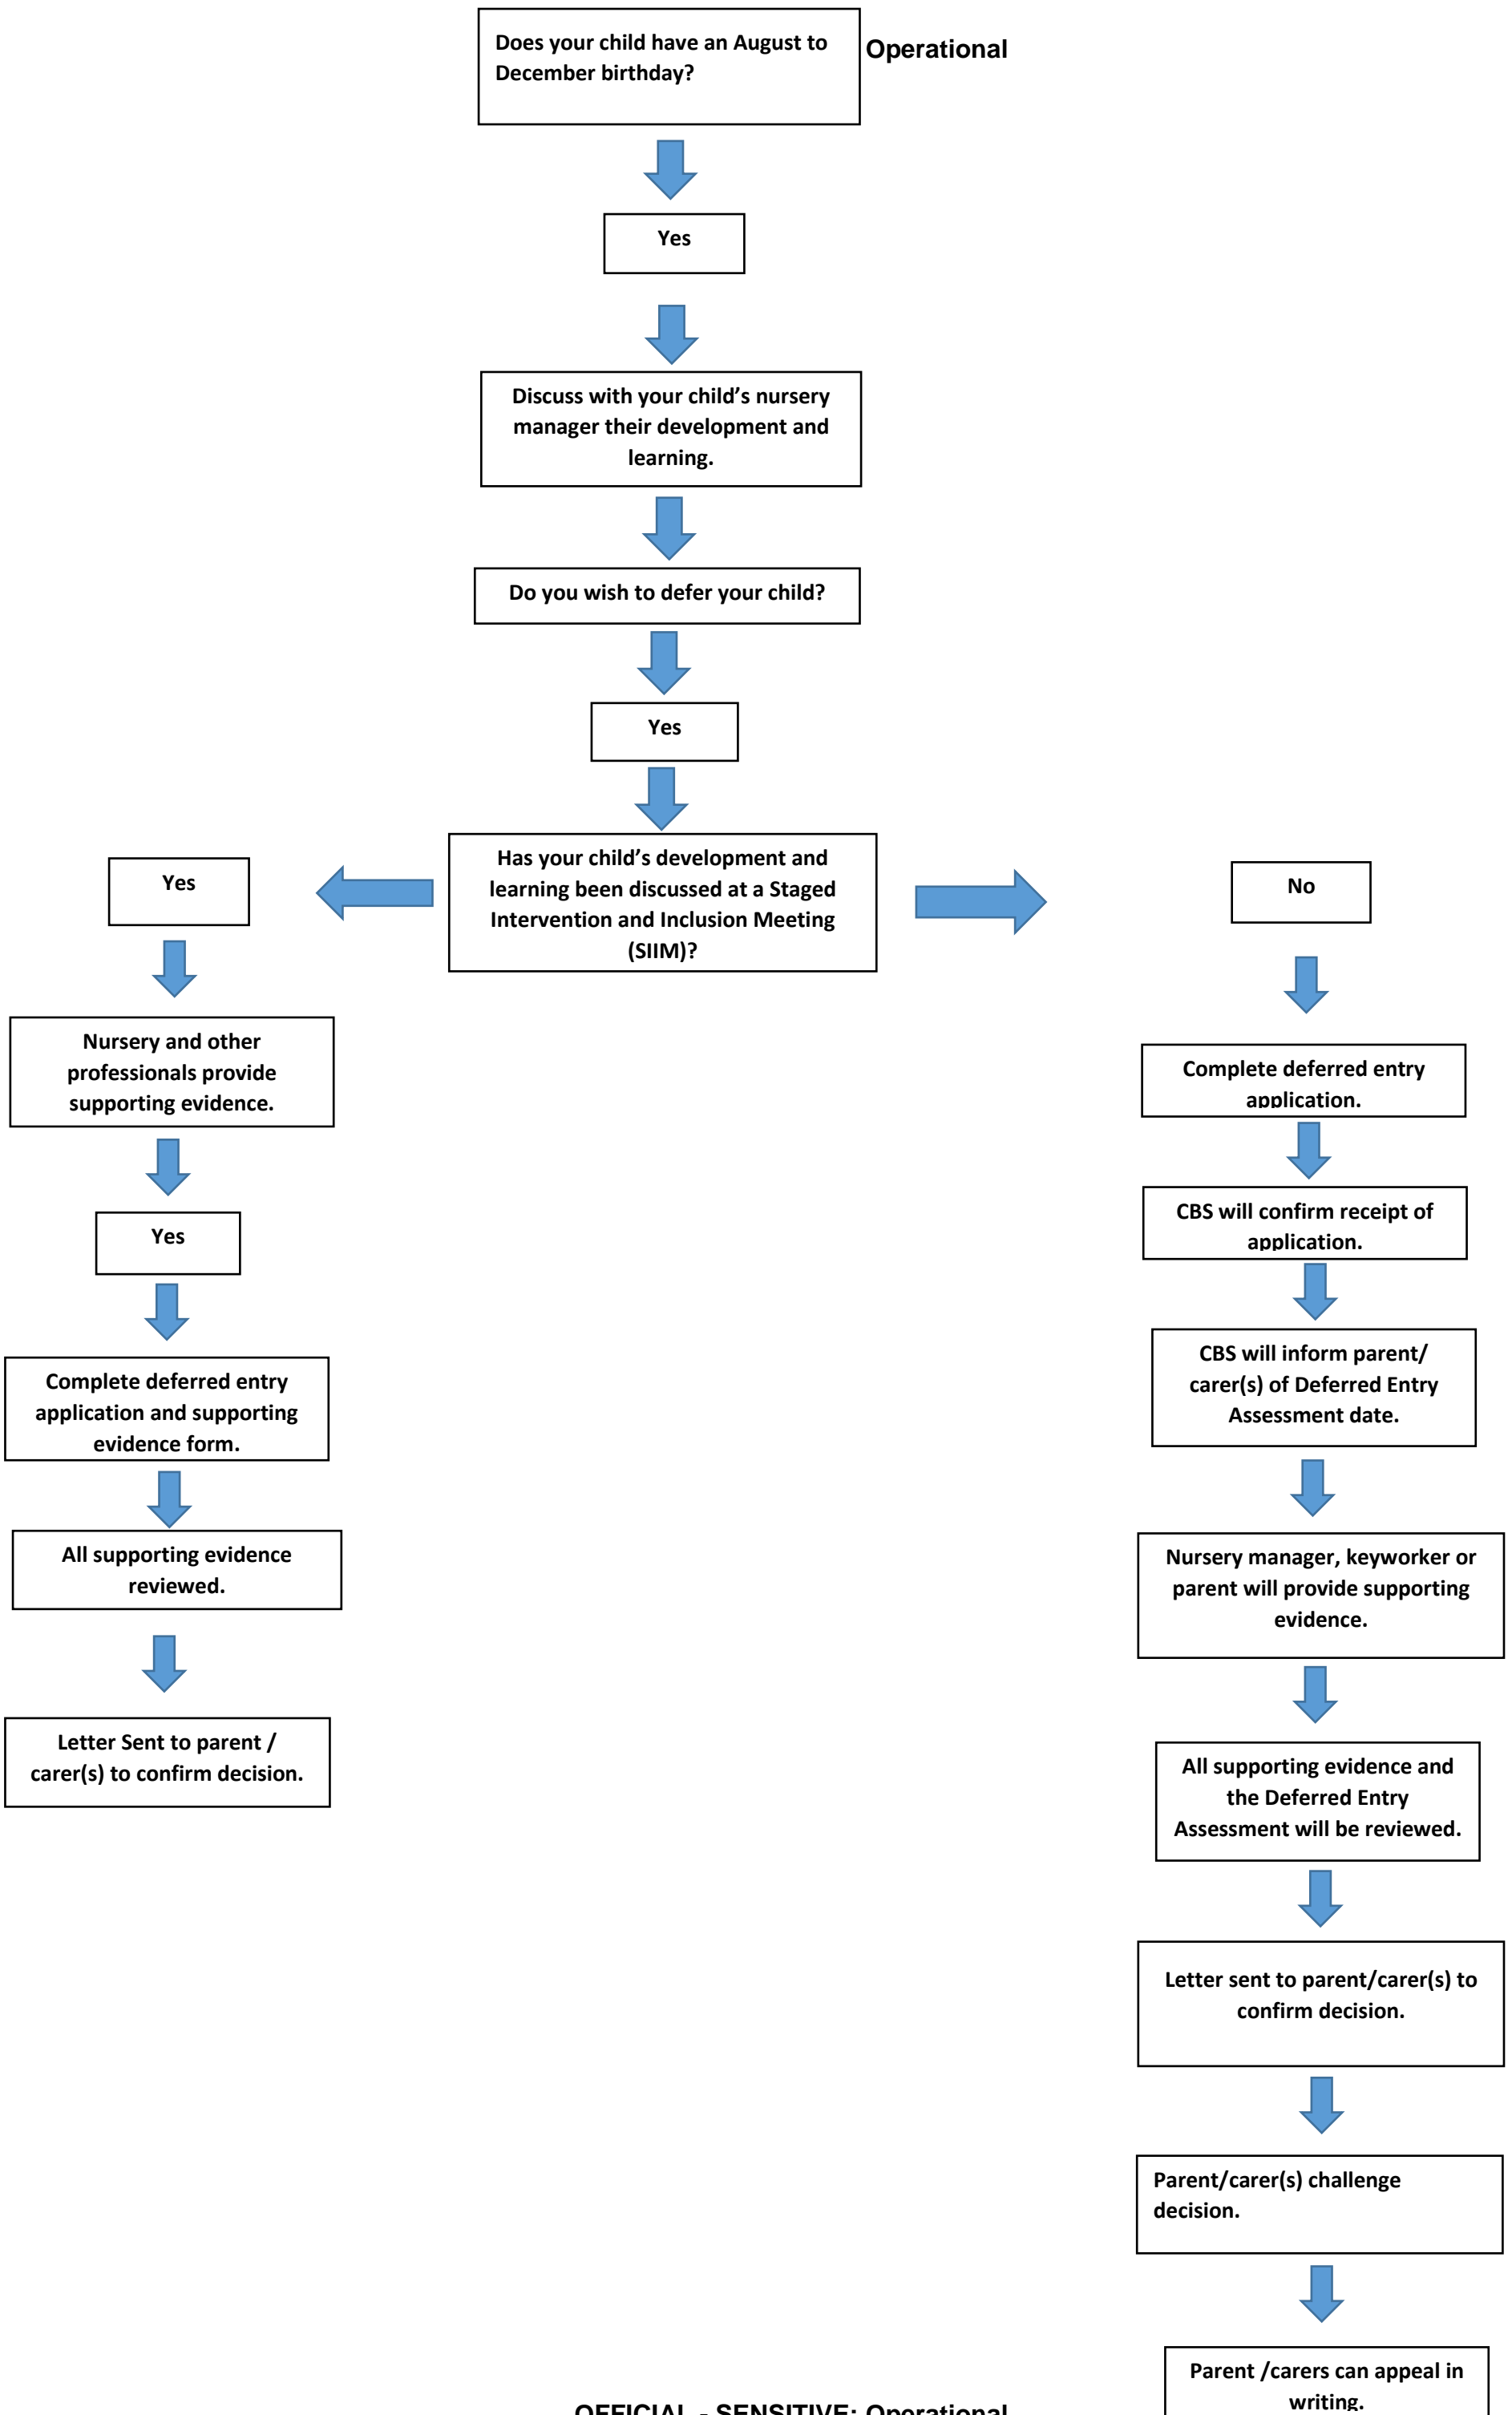 Does your child have an August to
December birthday?
Operational
Yes
Discuss with your child’s nursery
manager their development and
learning.
Do you wish to defer your child?
Yes
Has your child’s development and
learning been discussed at a Staged
Intervention and Inclusion Meeting
(SIIM)?
Yes
Nursery and other
professionals provide
supporting evidence.
Yes
Complete deferred entry
application and supporting
evidence form.
All supporting evidence
reviewed.
Letter Sent to parent /
carer(s) to confirm decision.
No
Complete deferred entry
application.
CBS will confirm receipt of
application.
CBS will inform parent/
carer(s) of Deferred Entry
Assessment date.
Nursery manager, keyworker or
parent will provide supporting
evidence.
All supporting evidence and
the Deferred Entry
Assessment will be reviewed.
Letter sent to parent/carer(s) to
confirm decision.
Parent/carer(s) challenge
decision.
Parent /carers can appeal in
writing.
OFFICIAL - SENSITIVE: Operational